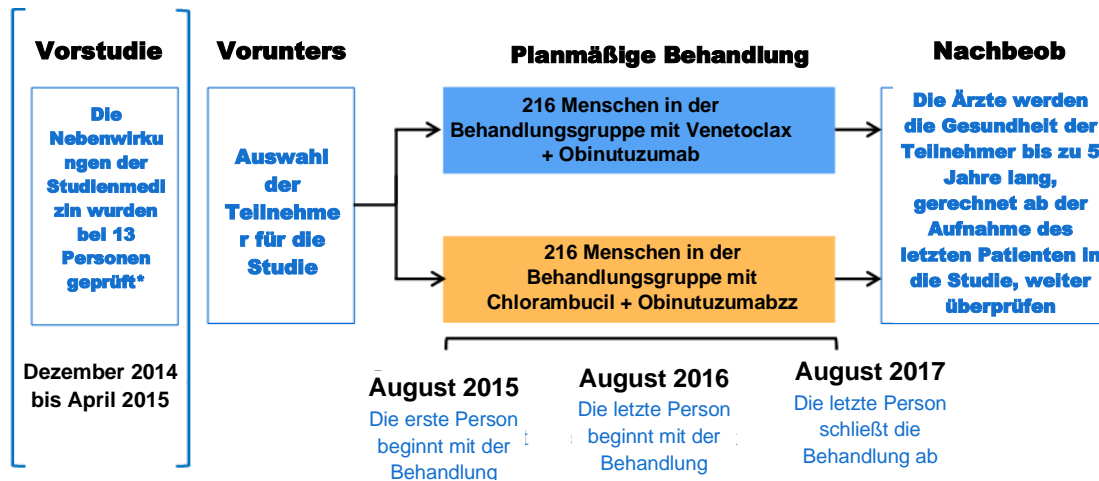 Vorstudie
Die
Nebenwirku
ngen der
Studienmedi
zin wurden
bei 13
Personen
geprüft*
Dezember 2014
bis April 2015
Vorunters
Auswahl
der
Teilnehme
r für die
Studie
Planmäßige Behandlung
216 Menschen in der
Behandlungsgruppe mit Venetoclax
+ Obinutuzumab
216 Menschen in der
Behandlungsgruppe mit
Chlorambucil + Obinutuzumabzz
August 2015
Die erste Person
beginnt mit der
Behandlung
August 2016
Die letzte Person
beginnt mit der
Behandlung
August 2017
Die letzte Person
schließt die
Behandlung ab
Nachbeob
Die Ärzte werden
die Gesundheit der
Teilnehmer bis zu 5
Jahre lang,
gerechnet ab der
Aufnahme des
letzten Patienten in
die Studie, weiter
überprüfen